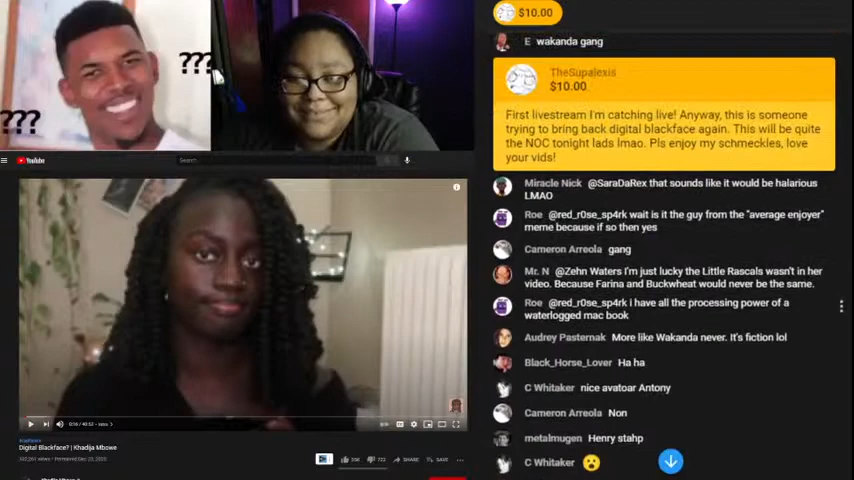 $10.00
E wakanda gang
TheSupalexis
$10.00
First livestream I'm catching live! Anyway, this is someone
trying to bring back digital blackface again. This will be quite
the NOC tonight lads lmao. Pls enjoy my schmeckles, love
your vids!
Miracle Nick @SaraDaRex that sounds like it would be halarious
LMAO
Roe @red_r0se_sp4rk wait is it the guy from the "average enjoyer"
meme because if so then yes
Cameron Arreola gang
Mr. N @Zehn Waters I'm just lucky the Little Rascals wasn't in her
video. Because Farina and Buckwheat would never be the same.
Roe @red_r0se_sp4rk i have all the processing power of a
waterlogged mac book
Audrey Pasternak More like Wakanda never. It's fiction lol
Black_Horse_Lover Ha ha
C Whitaker nice avatoar Antony
Cameron Arreola Non
metalmugen Henry stahp
C Whitaker 😮
???
???
YouTube
Search
Digital Blackface? | Khadija Mbowe
SHARE
SAVE